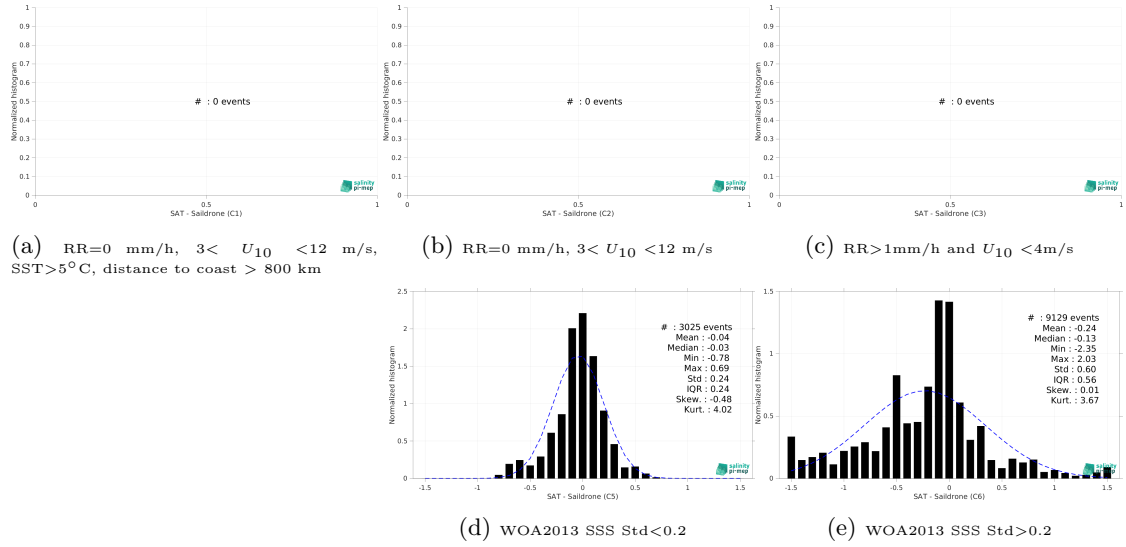 1
0.9
0.8
0.7
0.6
0.5
0.4
0.3
0.2
0.1
0
Normalized histogram
# : 0 events
salinity
pi-mep
0 0.5 1
SAT - Saildrone (C1)
(a) RR=0 mm/h, 3< U10 <12 m/s,
SST>5°C, distance to coast > 800 km
1
0.9
0.8
0.7
0.6
0.5
0.4
0.3
0.2
0.1
0
Normalized histogram
# : 0 events
salinity
pi-mep
0 0.5 1
SAT - Saildrone (C2)
(b) RR=0 mm/h, 3< U10 <12 m/s
1
0.9
0.8
0.7
0.6
0.5
0.4
0.3
0.2
0.1
0
Normalized histogram
# : 0 events
salinity
pi-mep
0 0.5 1
SAT - Saildrone (C3)
(c) RR>1mm/h and U10 <4m/s
2.5
2
1.5
1
0.5
0
Normalized histogram
# : 3025 events
Mean : -0.04
Median : -0.03
Min : -0.78
Max : 0.69
Std : 0.24
IQR : 0.24
Skew. : -0.48
Kurt. : 4.02
salinity
pi-mep
-1.5 -1 -0.5 0 0.5 1 1.5
SAT - Saildrone (C5)
(d) WOA2013 SSS Std<0.2
1.5
1
0.5
0
Normalized histogram
# : 9129 events
Mean : -0.24
Median : -0.13
Min : -2.35
Max : 2.03
Std : 0.60
IQR : 0.56
Skew. : 0.01
Kurt. : 3.67
salinity
pi-mep
-1.5 -1 -0.5 0 0.5 1 1.5
SAT - Saildrone (C6)
(e) WOA2013 SSS Std>0.2